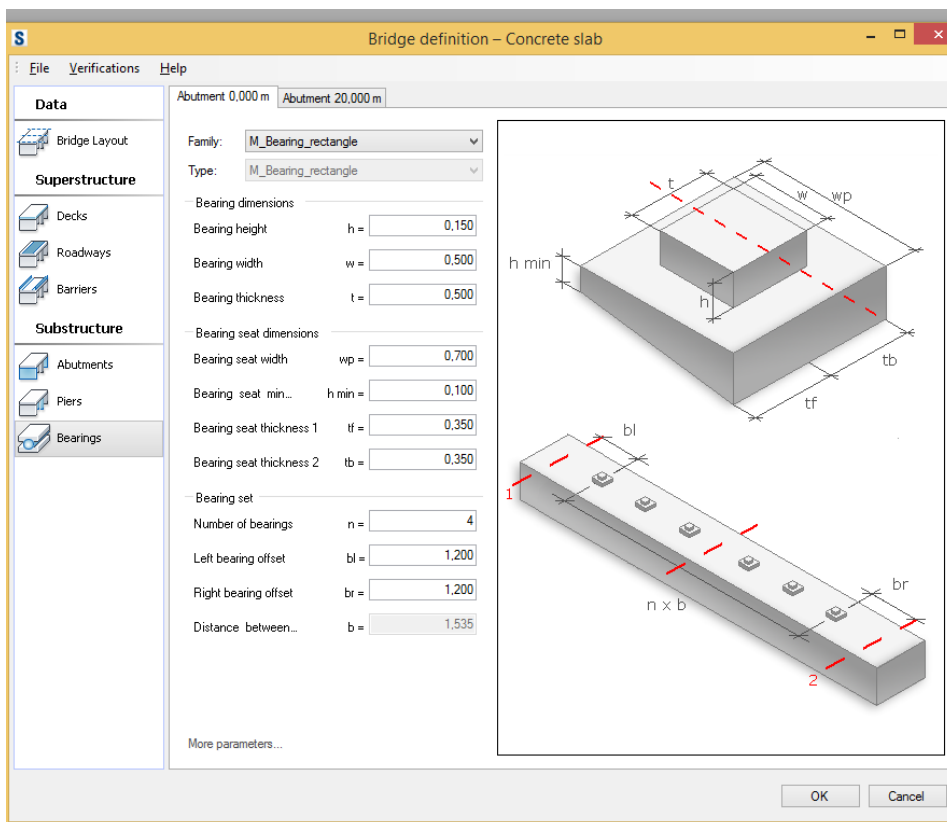 S
Bridge definition – Concrete slab
File Verifications Help
Data
Bridge Layout
Superstructure
Decks
Roadways
Barriers
Substructure
Abutments
Piers
Bearings
Abutment 0,000 m Abutment 20,000 m
Family: M_Bearing_rectangle
Type: M_Bearing_rectangle
Bearing dimensions
Bearing height h = 0,150
Bearing width w = 0,500
Bearing thickness t = 0,500
Bearing seat dimensions
Bearing seat width wp = 0,700
Bearing seat min... h min = 0,100
Bearing seat thickness 1 tf = 0,350
Bearing seat thickness 2 tb = 0,350
Bearing set
Number of bearings n = 4
Left bearing offset bl = 1,200
Right bearing offset br = 1,200
Distance between... b = 1,535
More parameters...
t
w
wp
h min
h
tb
tf
bl
1
n x b
br
2
OK Cancel